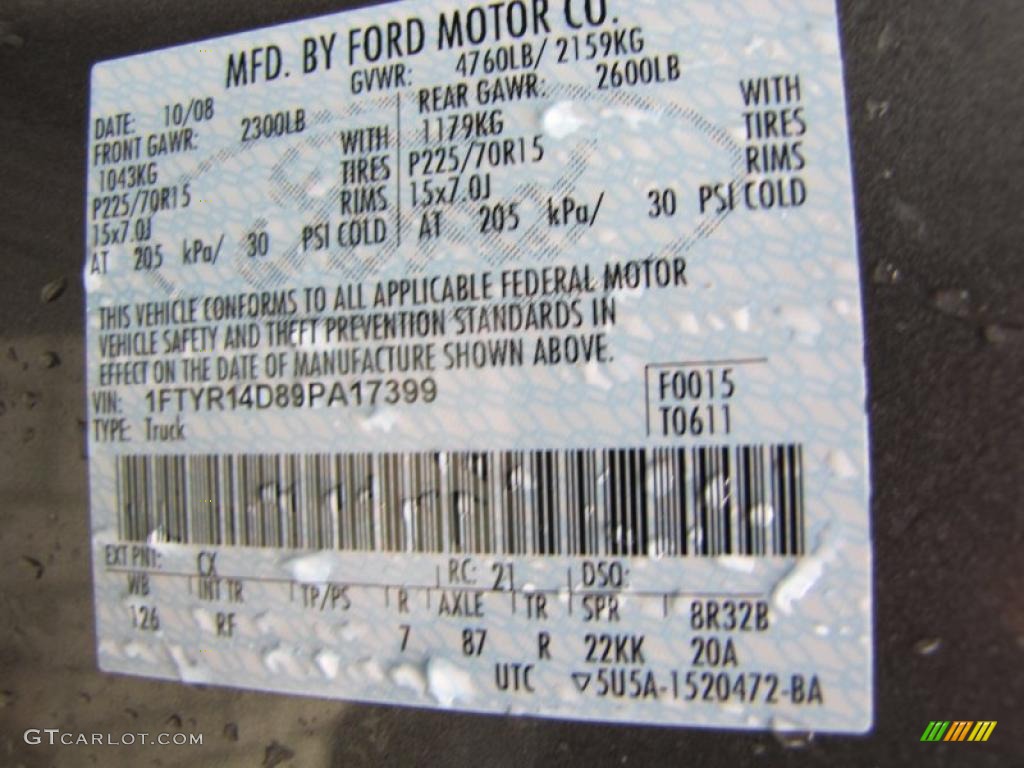 MFD. BY FORD MOTOR CO.
DATE: 10/08 GVWR: 4760LB/ 2159KG
FRONT GAWR: 2300LB REAR GAWR: 2600LB
1043KG WITH 1179KG WITH
P225/70R15 TIRES P225/70R15 TIRES
15x7.0J RIMS 15x7.0J RIMS
AT 205 kPa/ 30 PSI COLD AT 205 kPa/ 30 PSI COLD
THIS VEHICLE CONFORMS TO ALL APPLICABLE FEDERAL MOTOR
VEHICLE SAFETY AND THEFT PREVENTION STANDARDS IN
EFFECT ON THE DATE OF MANUFACTURE SHOWN ABOVE.
VIN: 1FTYR14D89PA17399 F0015
TYPE: Truck T0611
EXT PNT: CX RC: 21 DSO:
WB INT TR TP/PS R AXLE TR SPR 8R32B
126 RF 7 87 R 22KK 20A
UTC ▽5U5A-1520472-BA
GTCARLOT.COM